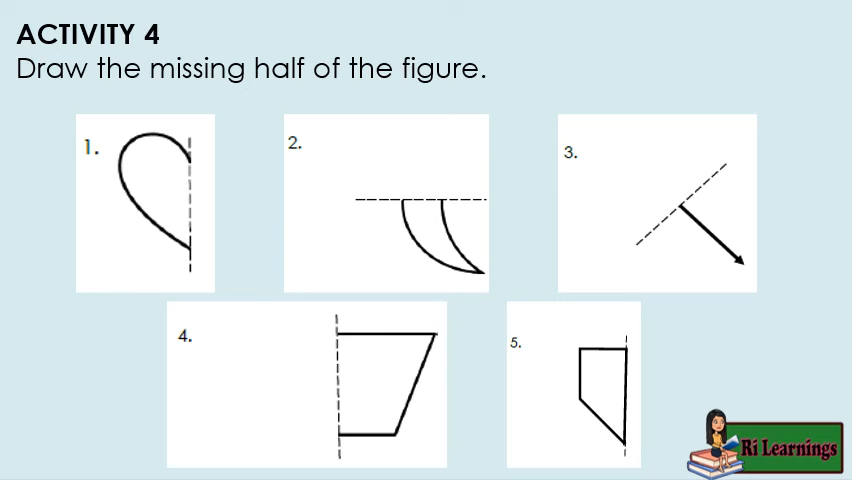 ACTIVITY 4
Draw the missing half of the figure.
1.
2.
3.
4.
5.
Ri Learnings